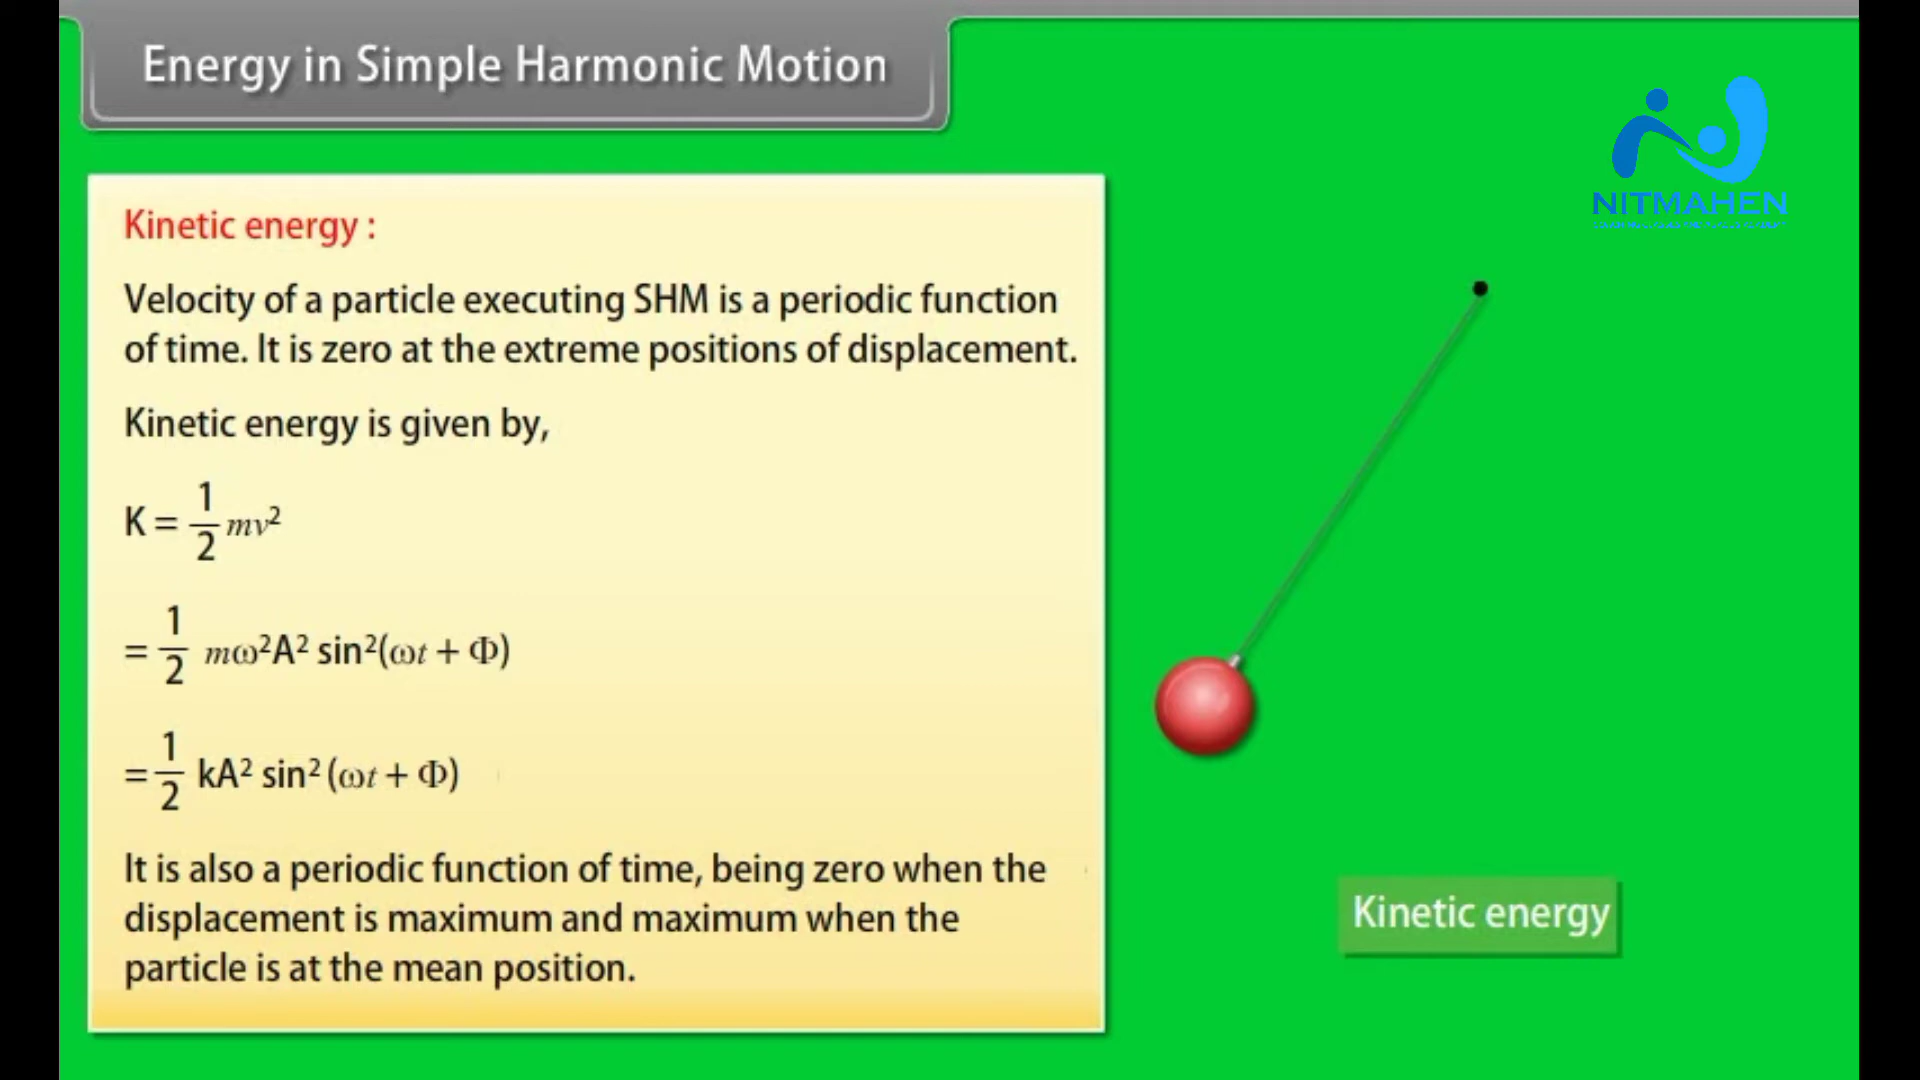 Energy in Simple Harmonic Motion
NITMAHEN
Kinetic energy :
Velocity of a particle executing SHM is a periodic function
of time. It is zero at the extreme positions of displacement.
Kinetic energy is given by,
K = 1/2 mv²
= 1/2 mω²A² sin²(ωt + Φ)
= 1/2 kA² sin² (ωt + Φ)
It is also a periodic function of time, being zero when the
displacement is maximum and maximum when the
particle is at the mean position.
Kinetic energy